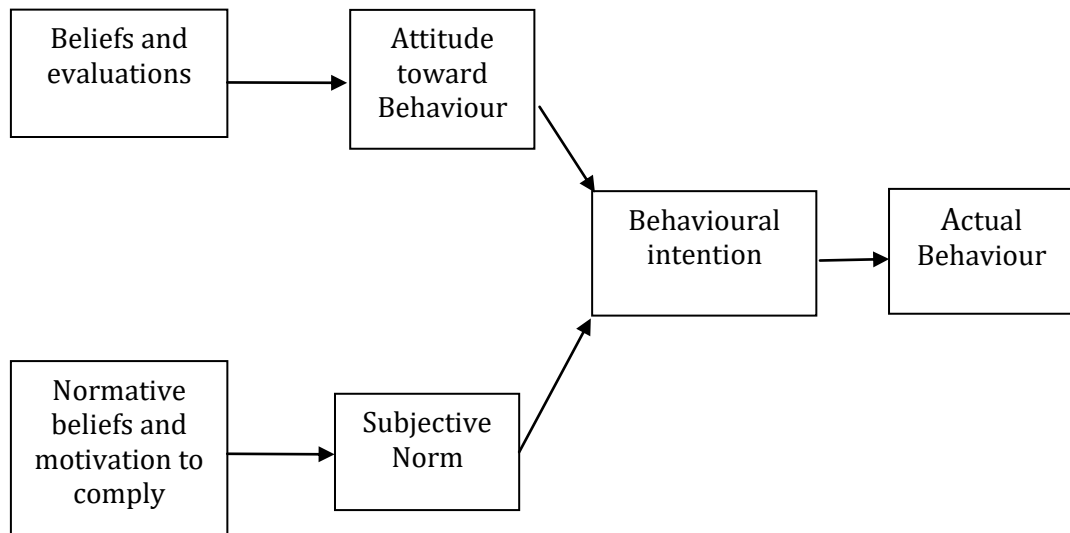 Beliefs and
evaluations
Attitude
toward
Behaviour
Behavioural
intention
Actual
Behaviour
Normative
beliefs and
motivation to
comply
Subjective
Norm